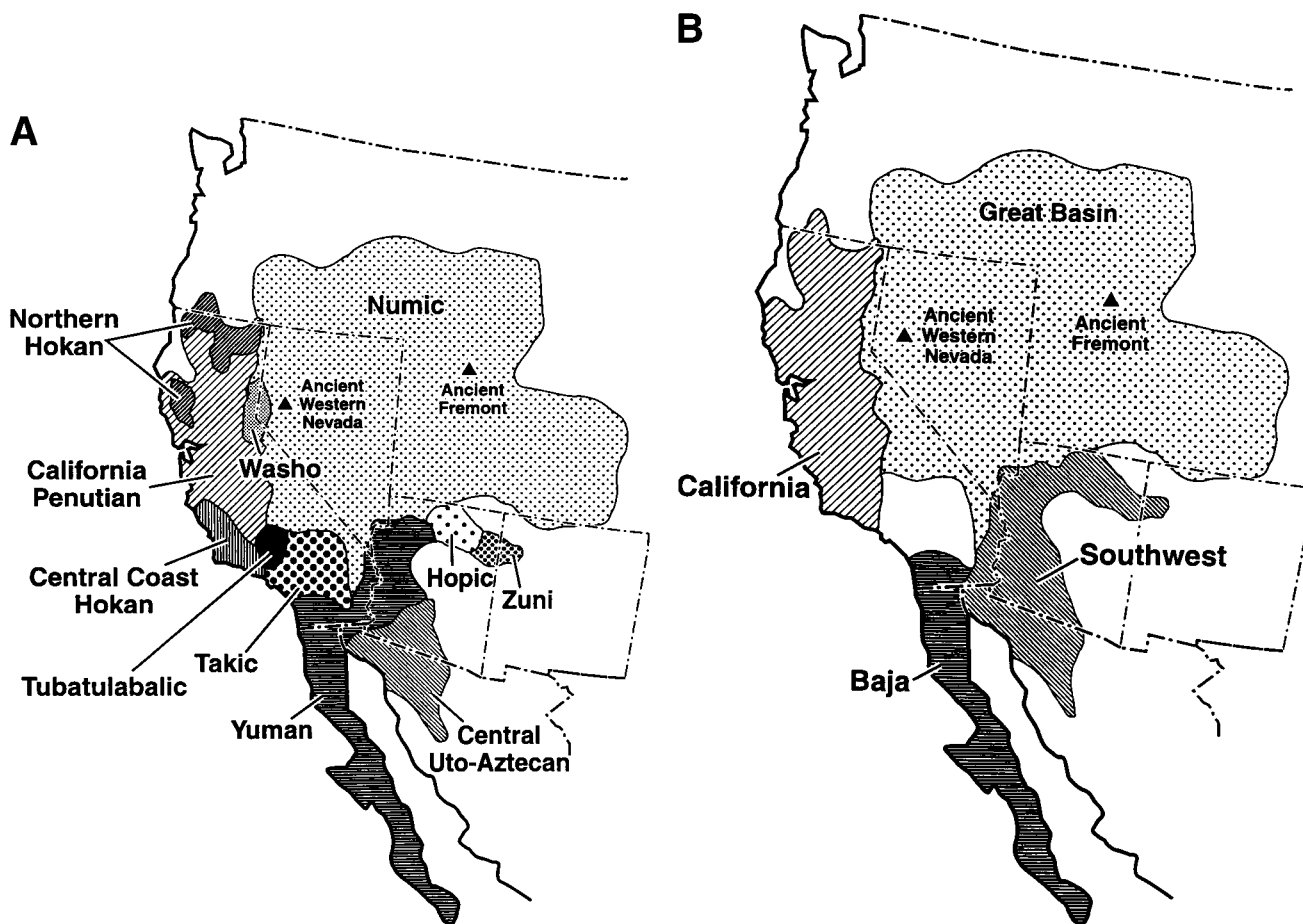 A
Numic
Northern
Hokan
Ancient
Western
Nevada
Ancient
Fremont
California
Penutian
Washo
Central Coast
Hokan
Hopic
Zuni
Takic
Tubatulabalic
Yuman
Central
Uto-Aztecan
B
Great Basin
Ancient
Western
Nevada
Ancient
Fremont
California
Southwest
Baja